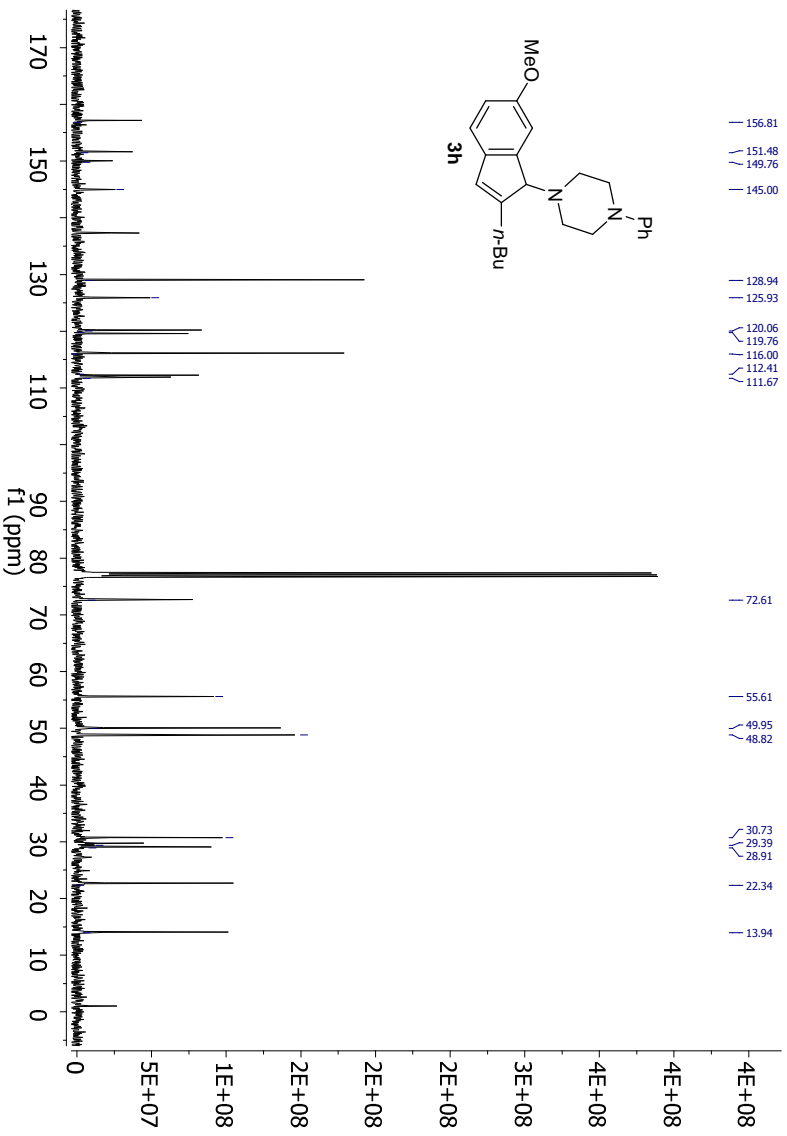 156.81
151.48
149.76
145.00
128.94
125.93
120.06
119.76
116.00
112.41
111.67
72.61
55.61
49.95
48.82
30.73
29.39
28.91
22.34
13.94
MeO
3h
N
N
Ph
n-Bu
170
150
130
110
90
80
70
60
50
40
30
20
10
0
f1 (ppm)
4E+08
4E+08
4E+08
3E+08
2E+08
2E+08
2E+08
1E+08
5E+07
0